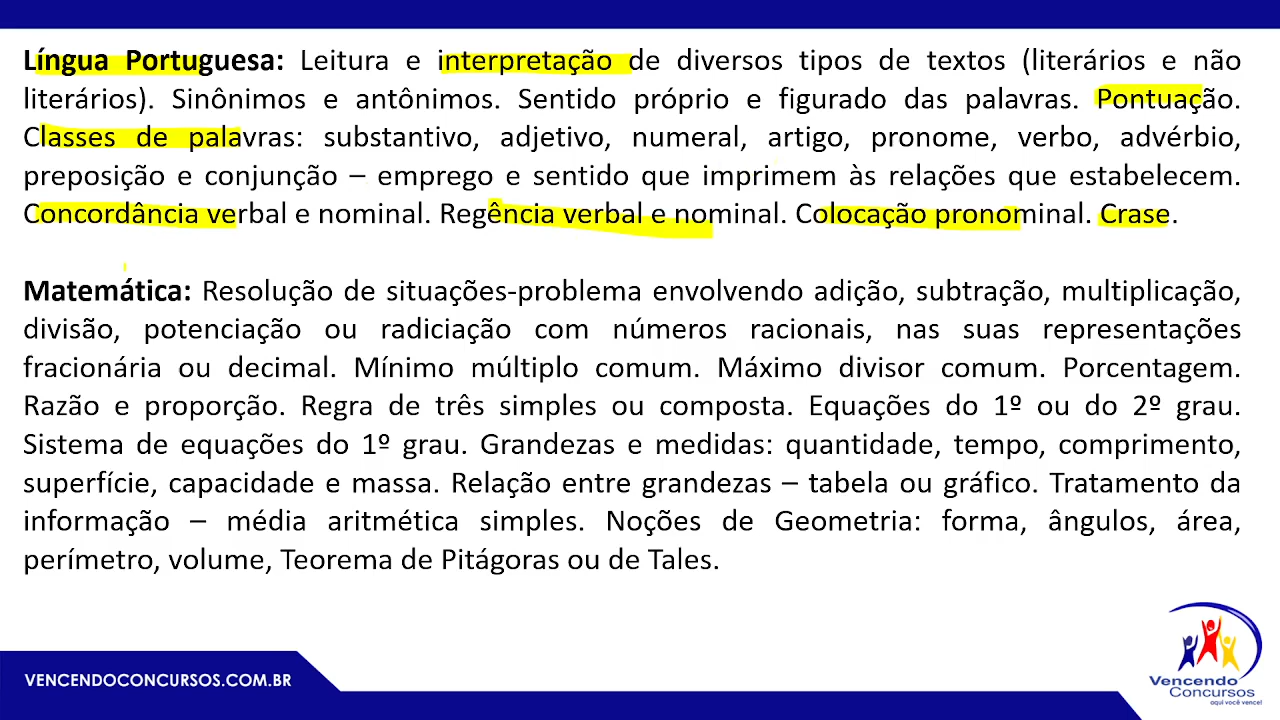 Língua Portuguesa: Leitura e interpretação de diversos tipos de textos (literários e não
literários). Sinônimos e antônimos. Sentido próprio e figurado das palavras. Pontuação.
Classes de palavras: substantivo, adjetivo, numeral, artigo, pronome, verbo, advérbio,
preposição e conjunção – emprego e sentido que imprimem às relações que estabelecem.
Concordância verbal e nominal. Regência verbal e nominal. Colocação pronominal. Crase.
Matemática: Resolução de situações-problema envolvendo adição, subtração, multiplicação,
divisão, potenciação ou radiciação com números racionais, nas suas representações
fracionária ou decimal. Mínimo múltiplo comum. Máximo divisor comum. Porcentagem.
Razão e proporção. Regra de três simples ou composta. Equações do 1º ou do 2º grau.
Sistema de equações do 1º grau. Grandezas e medidas: quantidade, tempo, comprimento,
superfície, capacidade e massa. Relação entre grandezas – tabela ou gráfico. Tratamento da
informação – média aritmética simples. Noções de Geometria: forma, ângulos, área,
perímetro, volume, Teorema de Pitágoras ou de Tales.
VENCENDOCONCURSOS.COM.BR
Vencendo
Concursos
aqui você vence!